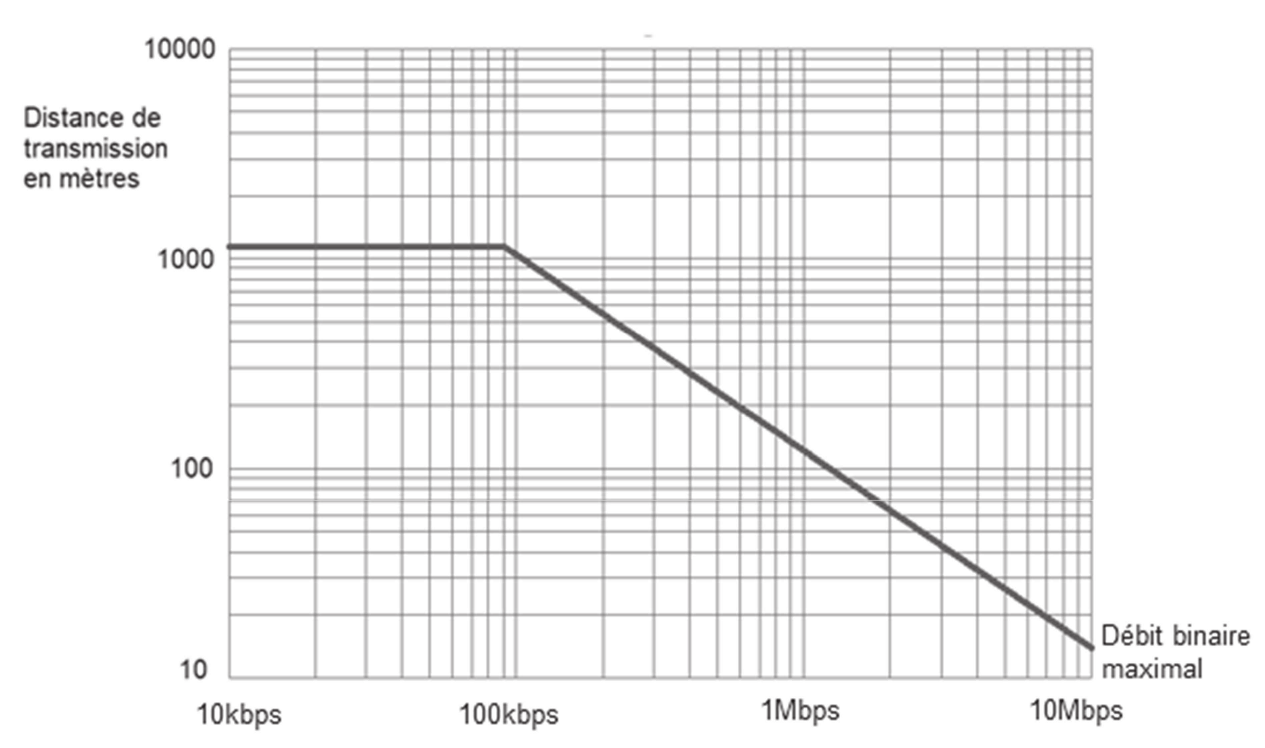 10000
Distance de
transmission
en mètres
1000
100
10
Débit binaire
maximal
10kbps
100kbps
1Mbps
10Mbps